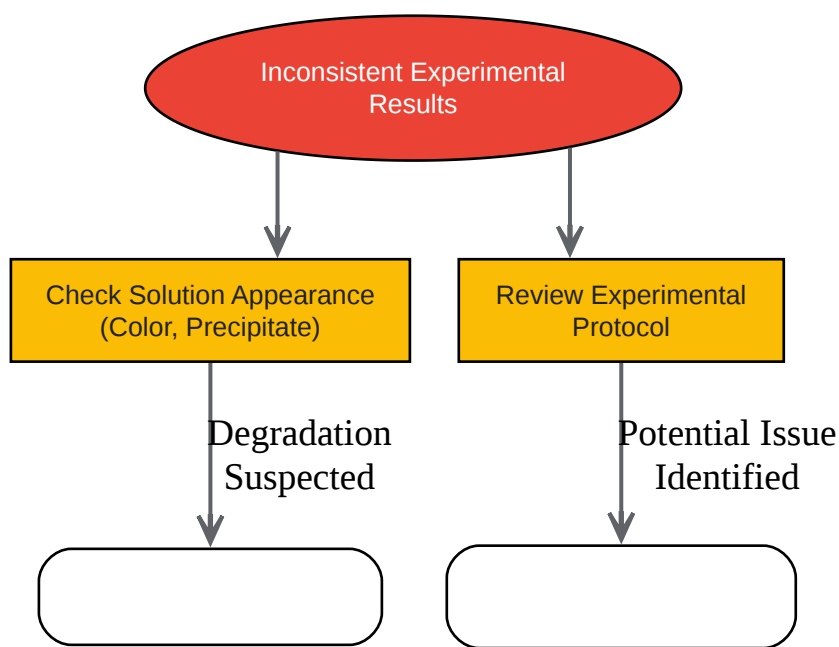 Inconsistent Experimental
Results
Check Solution Appearance
(Color, Precipitate)
Review Experimental
Protocol
Degradation
Suspected
Potential Issue
Identified